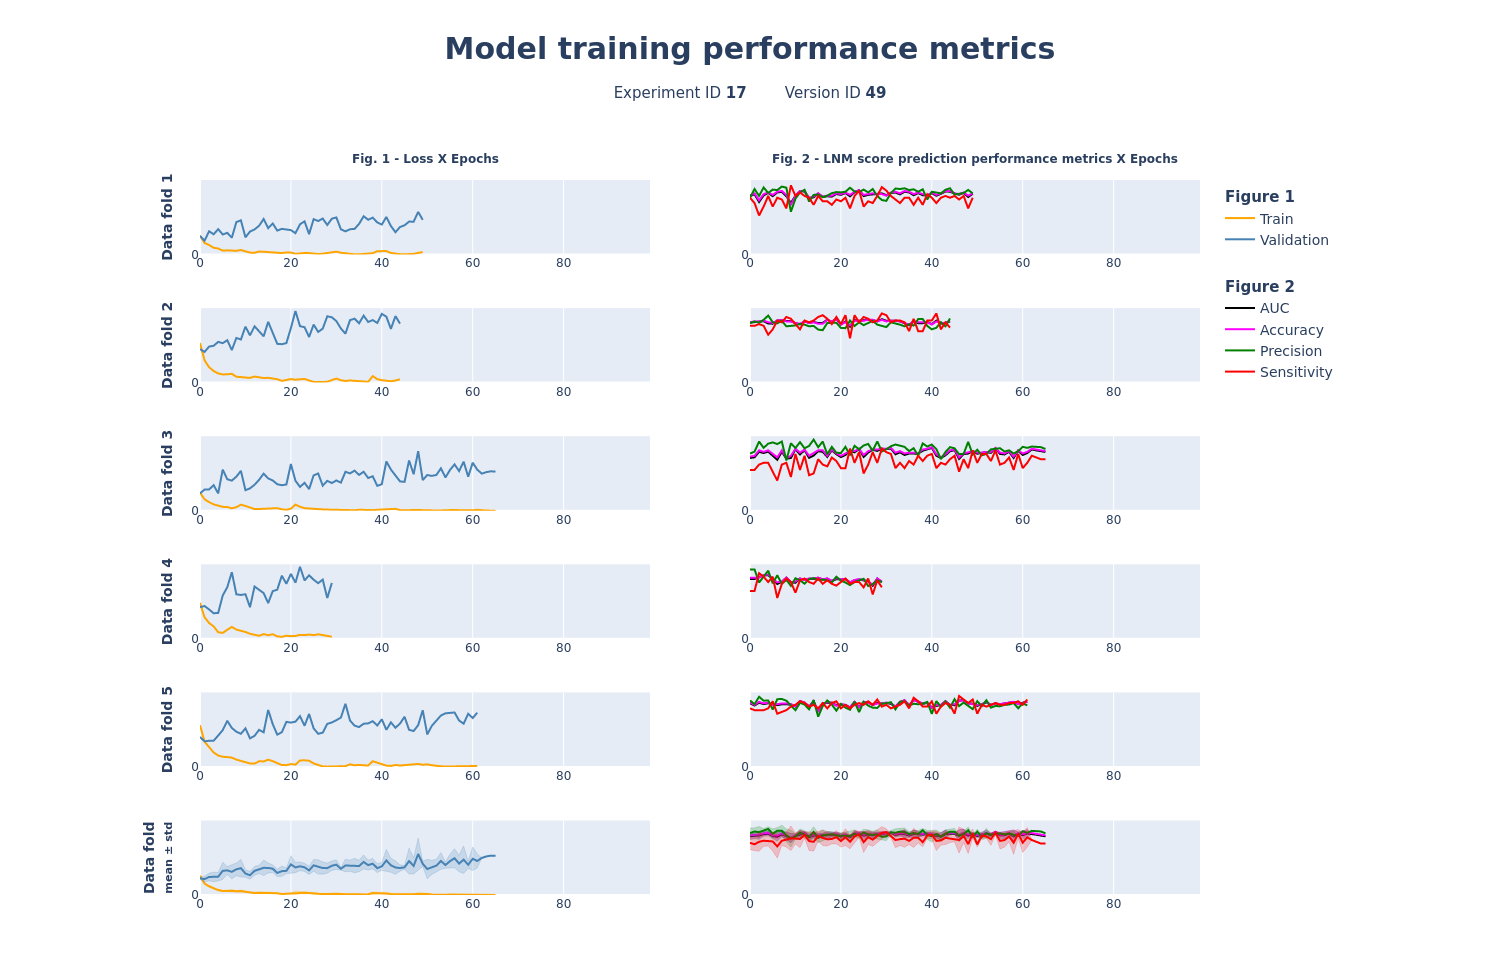 Model training performance metrics
Experiment ID 17 Version ID 49
Fig. 1 - Loss X Epochs
Fig. 2 - LNM score prediction performance metrics X Epochs
Data fold 1
0
0 20 40 60 80
0
0 20 40 60 80
Figure 1
Train
Validation
Figure 2
AUC
Accuracy
Precision
Sensitivity
Data fold 2
0
0 20 40 60 80
0
0 20 40 60 80
Data fold 3
0
0 20 40 60 80
0
0 20 40 60 80
Data fold 4
0
0 20 40 60 80
0
0 20 40 60 80
Data fold 5
0
0 20 40 60 80
0
0 20 40 60 80
Data fold
mean ± std
0
0 20 40 60 80
0
0 20 40 60 80